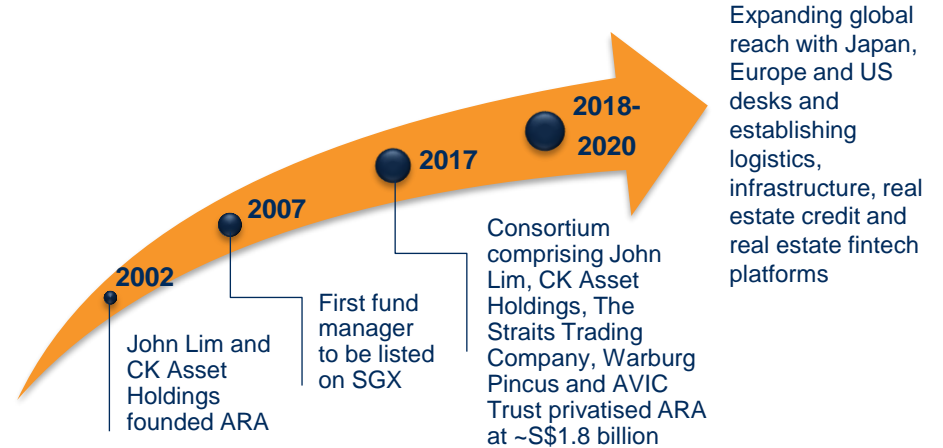 2002
John Lim and
CK Asset
Holdings
founded ARA
2007
First fund
manager
to be listed
on SGX
2017
Consortium
comprising John
Lim, CK Asset
Holdings, The
Straits Trading
Company, Warburg
Pincus and AVIC
Trust privatised ARA
at ~S$1.8 billion
2018-
2020
Expanding global
reach with Japan,
Europe and US
desks and
establishing
logistics,
infrastructure, real
estate credit and
real estate fintech
platforms